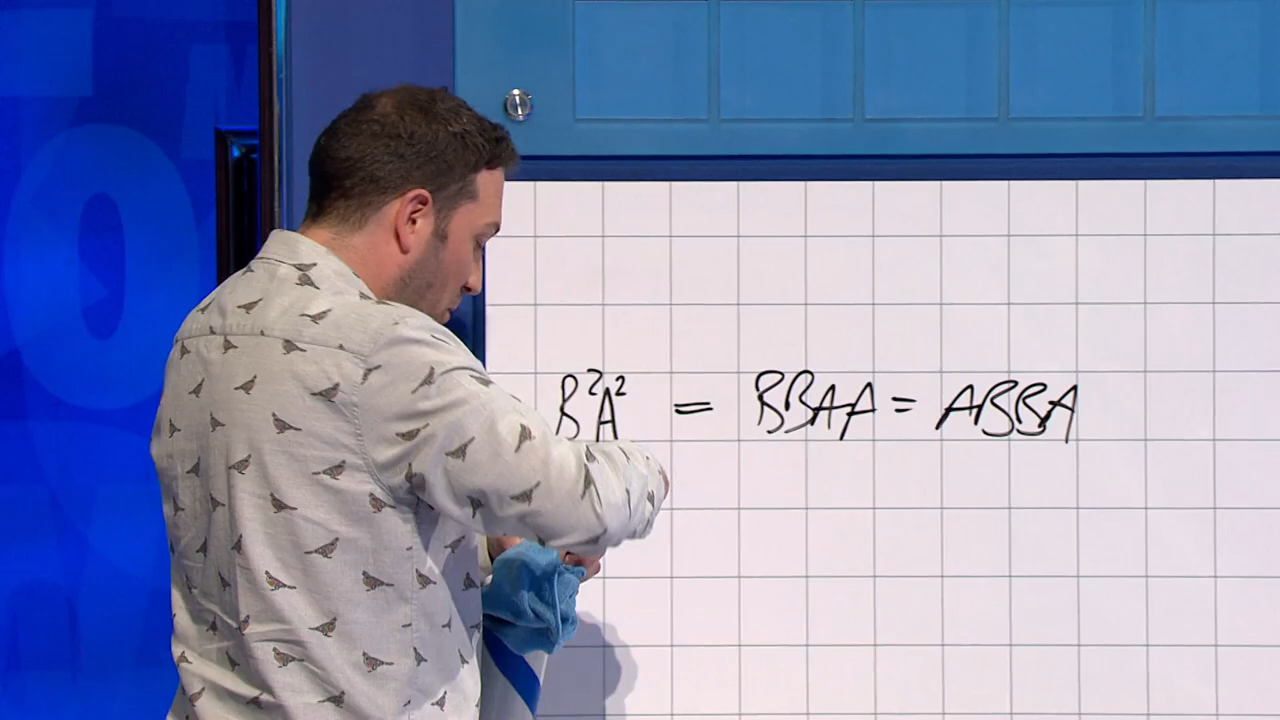 B²A² = BBAA = ABBA